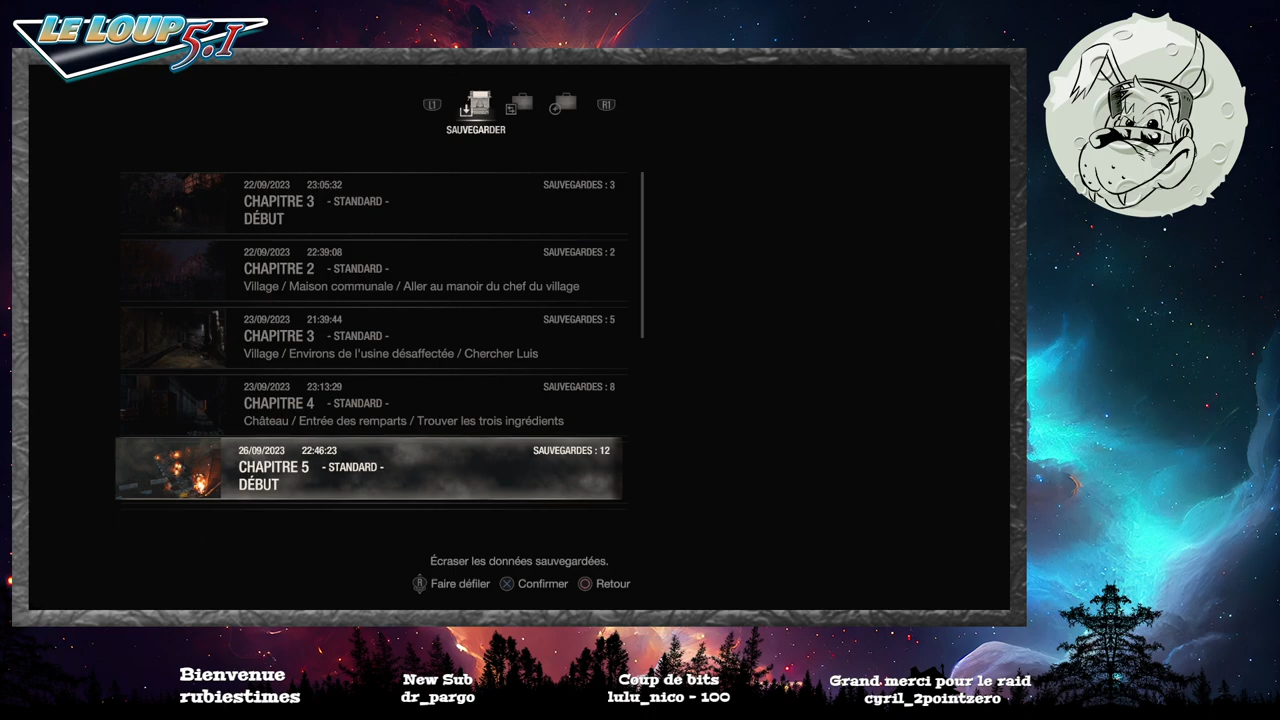 LE LOUP 5.1
L1
R1
SAUVEGARDER
22/09/2023 23:05:32 SAUVEGARDES : 3
CHAPITRE 3 - STANDARD -
DÉBUT
22/09/2023 22:39:08 SAUVEGARDES : 2
CHAPITRE 2 - STANDARD -
Village / Maison communale / Aller au manoir du chef du village
23/09/2023 21:39:44 SAUVEGARDES : 5
CHAPITRE 3 - STANDARD -
Village / Environs de l'usine désaffectée / Chercher Luis
23/09/2023 23:13:29 SAUVEGARDES : 8
CHAPITRE 4 - STANDARD -
Château / Entrée des remparts / Trouver les trois ingrédients
26/09/2023 22:46:23 SAUVEGARDES : 12
CHAPITRE 5 - STANDARD -
DÉBUT
Écraser les données sauvegardées.
R Faire défiler Confirmer Retour
Bienvenue
rubiestimes
New Sub
dr_pargo
Coup de bits
lulu_nico - 100
Grand merci pour le raid
cyril_2pointzero